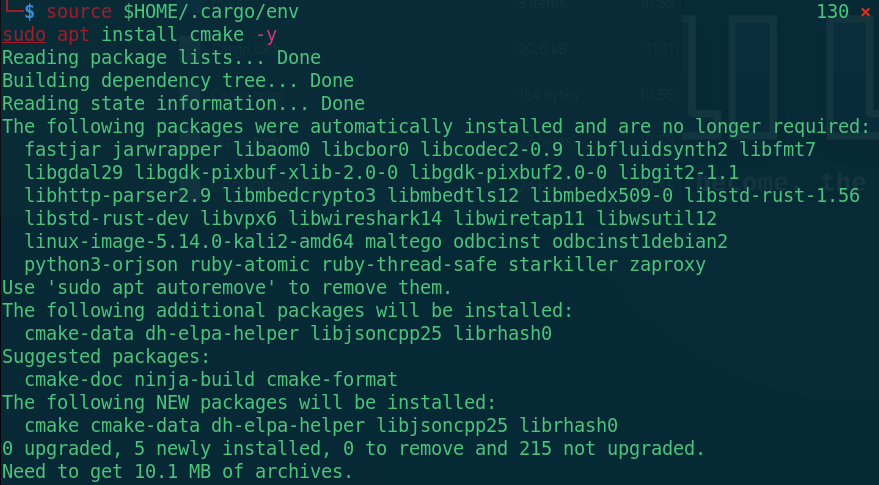 └─$ source $HOME/.cargo/env 130 ⨯
sudo apt install cmake -y
Reading package lists... Done
Building dependency tree... Done
Reading state information... Done
The following packages were automatically installed and are no longer required:
fastjar jarwrapper libaom0 libcbor0 libcodec2-0.9 libfluidsynth2 libfmt7
libgdal29 libgdk-pixbuf-xlib-2.0-0 libgdk-pixbuf2.0-0 libgit2-1.1
libhttp-parser2.9 libmbedcrypto3 libmbedtls12 libmbedx509-0 libstd-rust-1.56
libstd-rust-dev libvpx6 libwireshark14 libwiretap11 libwsutil12
linux-image-5.14.0-kali2-amd64 maltego odbcinst odbcinst1debian2
python3-orjson ruby-atomic ruby-thread-safe starkiller zaproxy
Use 'sudo apt autoremove' to remove them.
The following additional packages will be installed:
cmake-data dh-elpa-helper libjsoncpp25 librhash0
Suggested packages:
cmake-doc ninja-build cmake-format
The following NEW packages will be installed:
cmake cmake-data dh-elpa-helper libjsoncpp25 librhash0
0 upgraded, 5 newly installed, 0 to remove and 215 not upgraded.
Need to get 10.1 MB of archives.